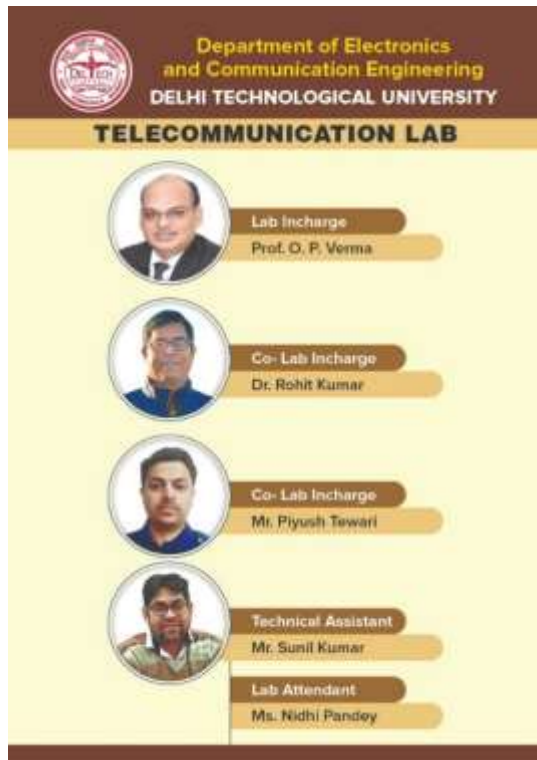 Department of Electronics
and Communication Engineering
DELHI TECHNOLOGICAL UNIVERSITY
TELECOMMUNICATION LAB
Lab Incharge
Prof. O. P. Verma
Co- Lab Incharge
Dr. Rohit Kumar
Co- Lab Incharge
Mr. Piyush Tewari
Technical Assistant
Mr. Sunil Kumar
Lab Attendant
Ms. Nidhi Pandey